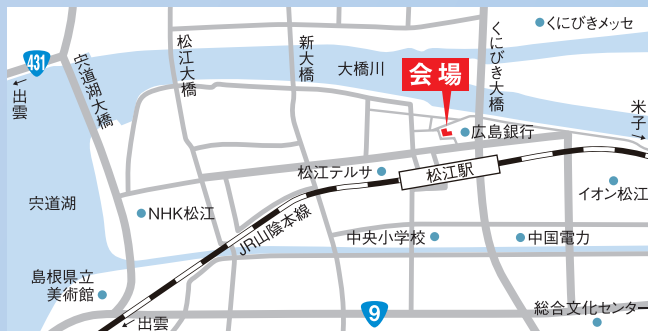 くにびきメッセ
431
松江大橋
新大橋
くにびき大橋
大橋川
宍道湖大橋
会場
出雲
米子
広島銀行
松江テルサ
松江駅
イオン松江
宍道湖
NHK松江
JR山陰本線
中央小学校
中国電力
島根県立
美術館
9
総合文化センター
出雲